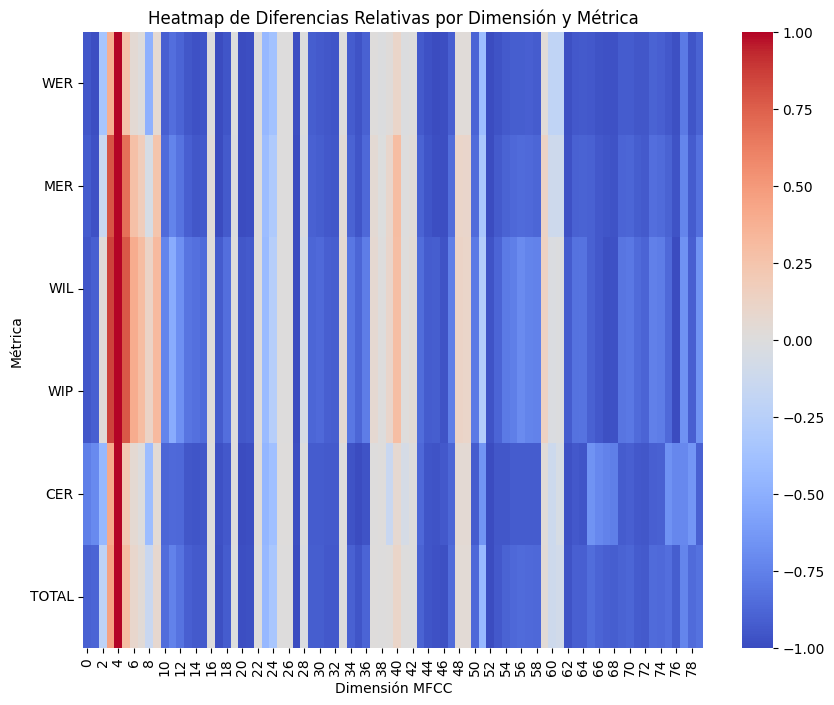 Heatmap de Diferencias Relativas por Dimensión y Métrica
Métrica
WER
MER
WIL
WIP
CER
TOTAL
0 2 4 6 8 10 12 14 16 18 20 22 24 26 28 30 32 34 36 38 40 42 44 46 48 50 52 54 56 58 60 62 64 66 68 70 72 74 76 78
Dimensión MFCC
1.00
0.75
0.50
0.25
0.00
−0.25
−0.50
−0.75
−1.00